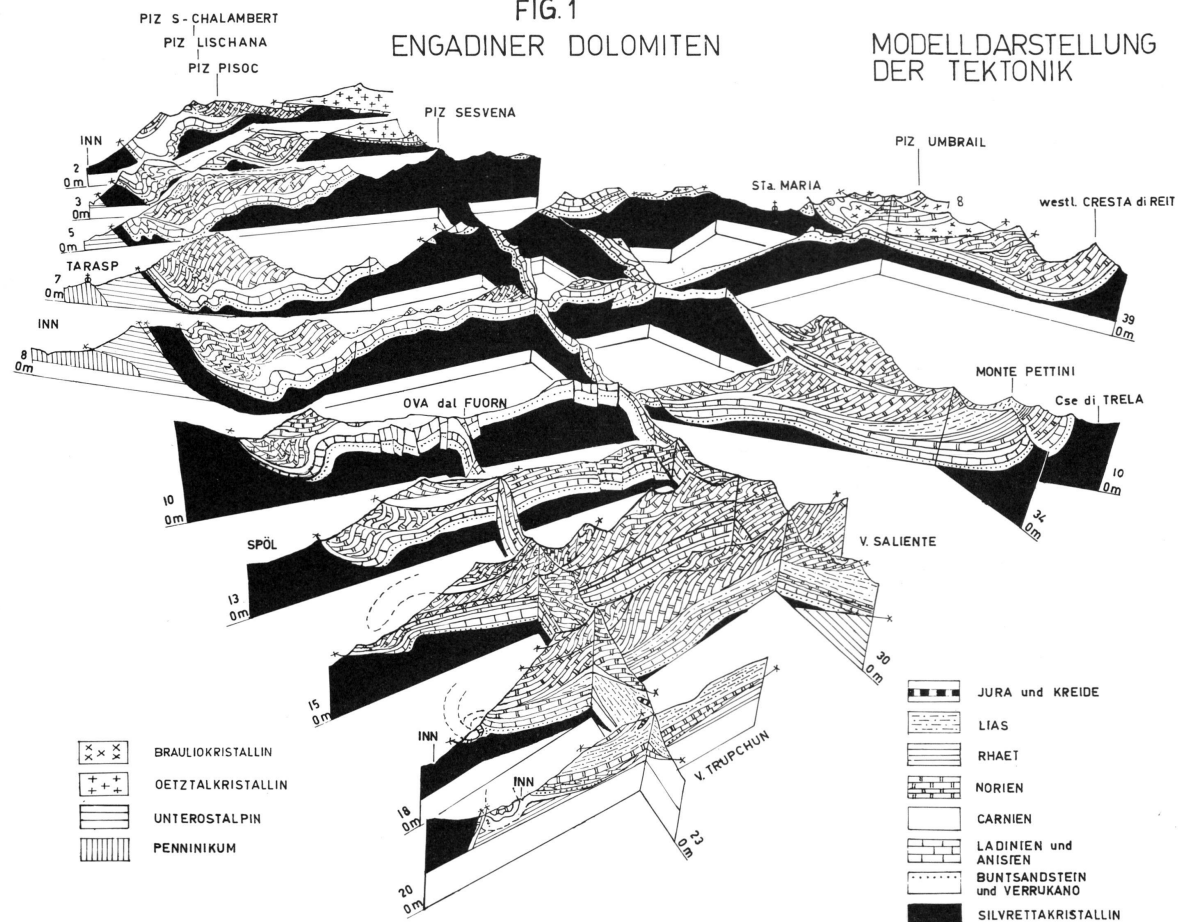 FIG. 1
ENGADINER DOLOMITEN
MODELLDARSTELLUNG
DER TEKTONIK
PIZ S-CHALAMBERT
PIZ LISCHANA
PIZ PISOC
PIZ SESVENA
INN
2
0m
3
0m
5
0m
TARASP
7
0m
INN
8
0m
PIZ UMBRAIL
STa. MARIA
8
westl. CRESTA di REIT
39
0m
MONTE PETTINI
Cse di TRELA
10
0m
34
0m
OVA dal FUORN
10
0m
SPÖL
13
0m
V. SALIENTE
30
0m
15
0m
INN
18
0m
INN
V. TRUPCHUN
23
0m
20
0m
BRAULIOKRISTALLIN
OETZTALKRISTALLIN
UNTEROSTALPIN
PENNINIKUM
JURA und KREIDE
LIAS
RHAET
NORIEN
CARNIEN
LADINIEN und
ANISIEN
BUNTSANDSTEIN
und VERRUKANO
SILVRETTAKRISTALLIN